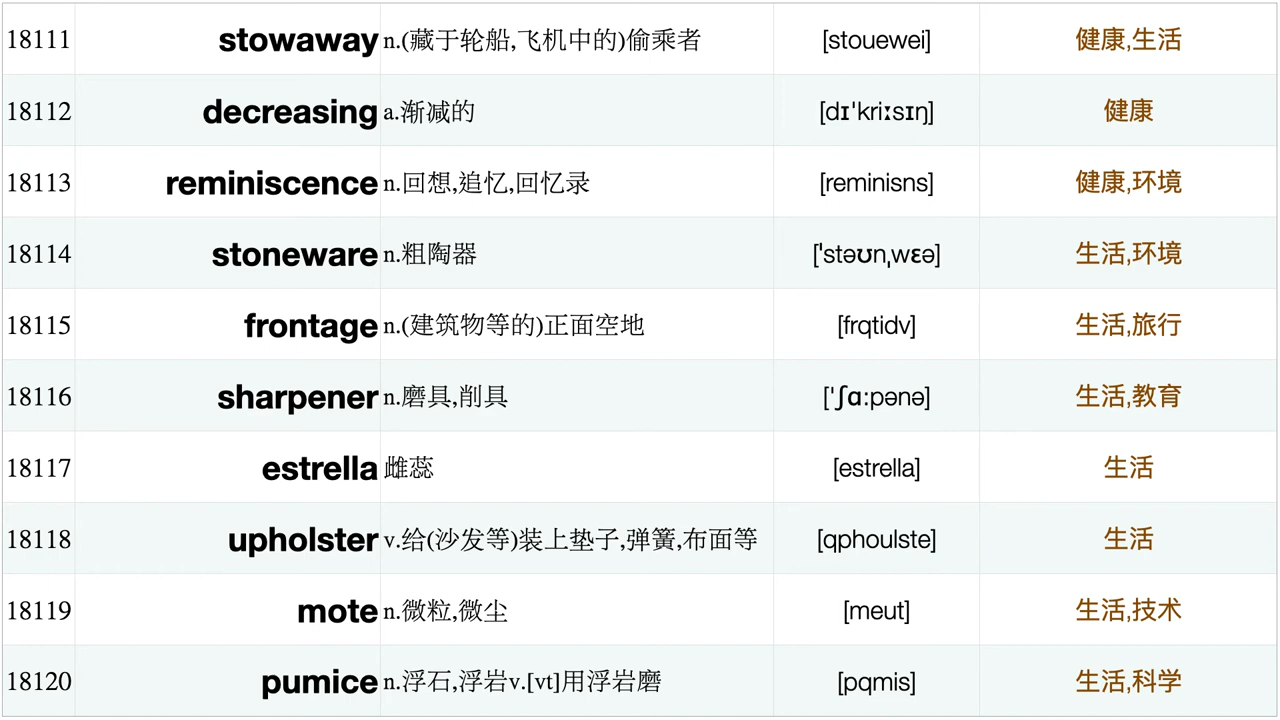 18111 stowaway n.(藏于轮船,飞机中的)偷乘者 [stouewei] 健康,生活
18112 decreasing a.渐减的 [dɪˈkriːsɪŋ] 健康
18113 reminiscence n.回想,追忆,回忆录 [reminisns] 健康,环境
18114 stoneware n.粗陶器 [ˈstəʊnˌwɛə] 生活,环境
18115 frontage n.(建筑物等的)正面空地 [frqtidv] 生活,旅行
18116 sharpener n.磨具,削具 [ˈʃɑ:pənə] 生活,教育
18117 estrella 雌蕊 [estrella] 生活
18118 upholster v.给(沙发等)装上垫子,弹簧,布面等 [qphoulste] 生活
18119 mote n.微粒,微尘 [meut] 生活,技术
18120 pumice n.浮石,浮岩v.[vt]用浮岩磨 [pqmis] 生活,科学